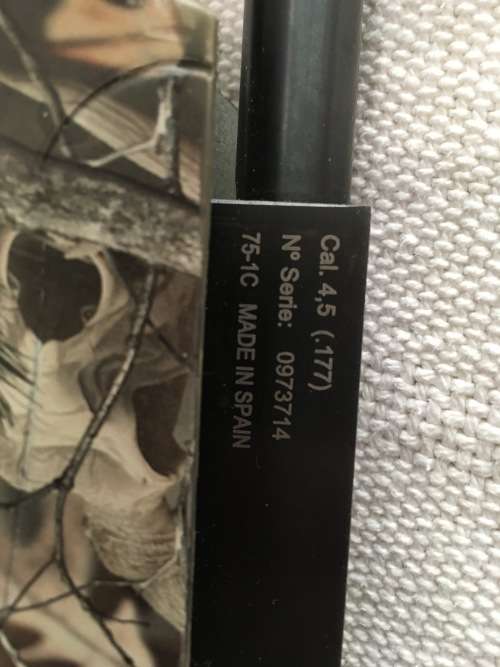 Cal. 4,5 (.177)
Nº Serie: 0973714
75-1C MADE IN SPAIN